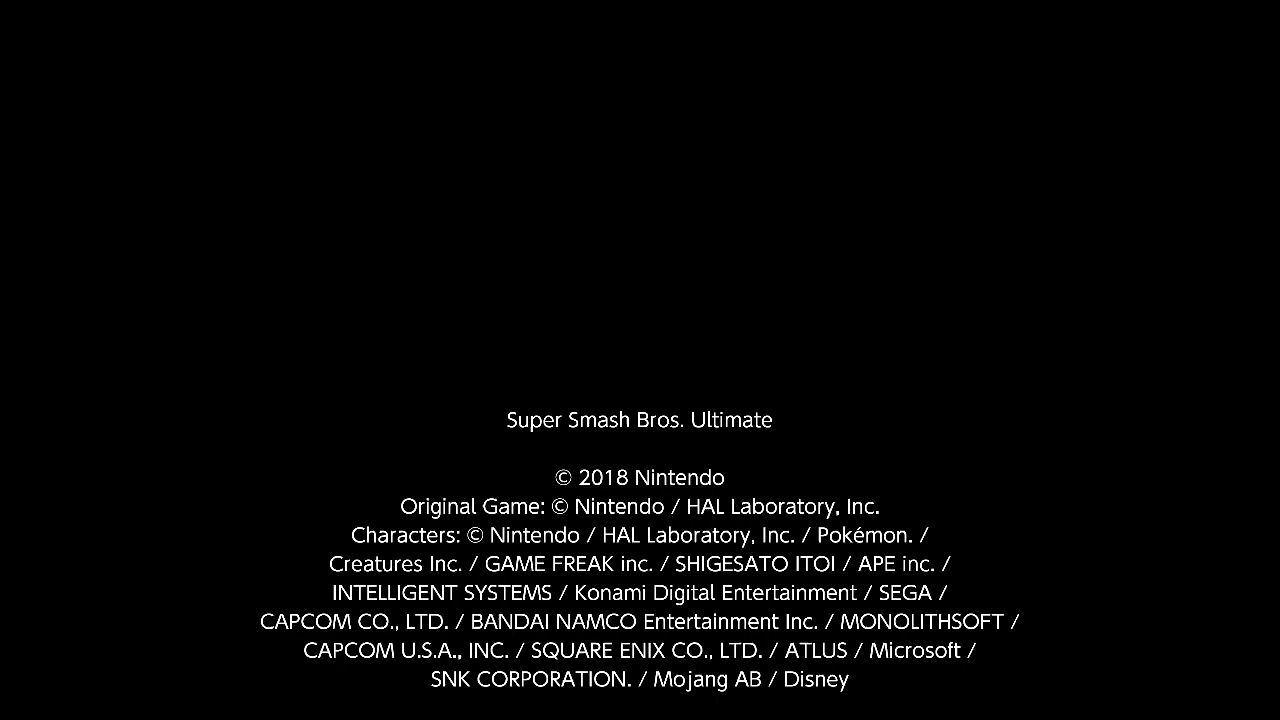 Super Smash Bros. Ultimate
© 2018 Nintendo
Original Game: © Nintendo / HAL Laboratory, Inc.
Characters: © Nintendo / HAL Laboratory, Inc. / Pokémon. /
Creatures Inc. / GAME FREAK inc. / SHIGESATO ITOI / APE inc. /
INTELLIGENT SYSTEMS / Konami Digital Entertainment / SEGA /
CAPCOM CO., LTD. / BANDAI NAMCO Entertainment Inc. / MONOLITHSOFT /
CAPCOM U.S.A., INC. / SQUARE ENIX CO., LTD. / ATLUS / Microsoft /
SNK CORPORATION. / Mojang AB / Disney